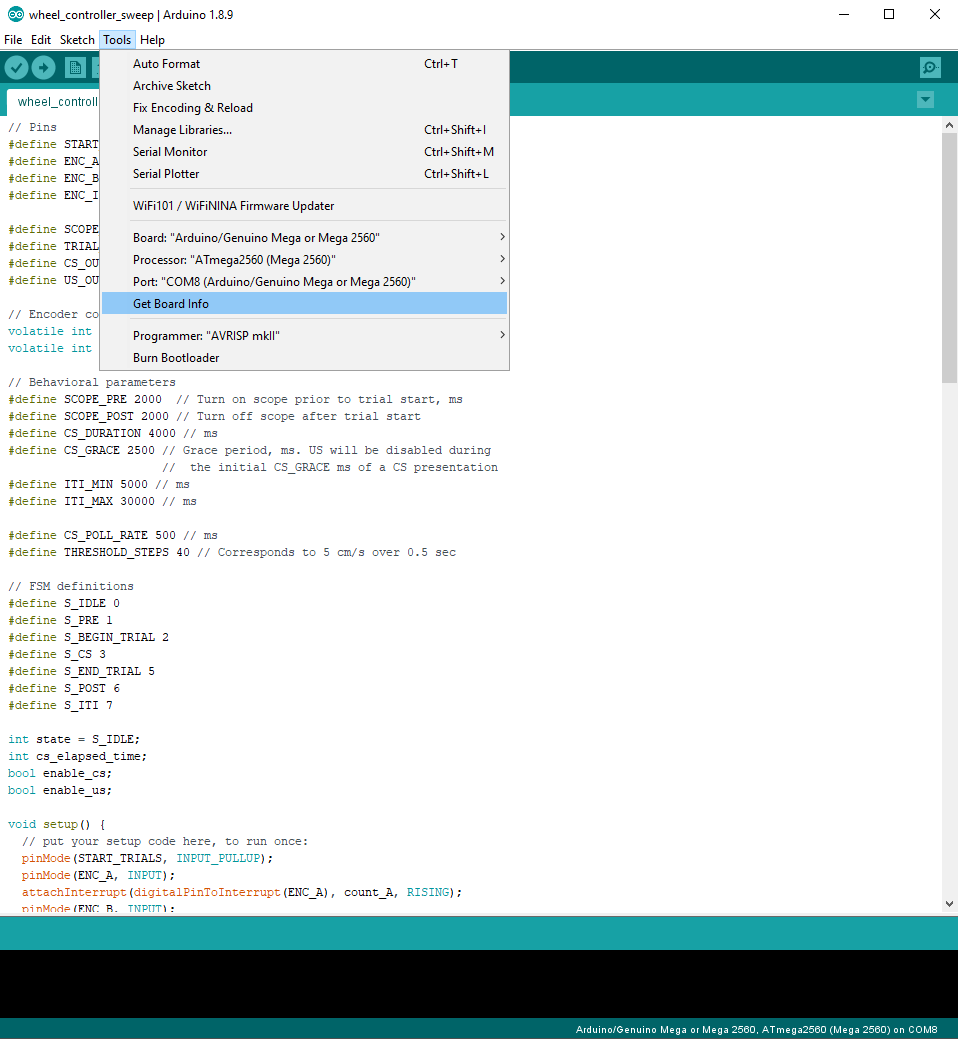 wheel_controller_sweep | Arduino 1.8.9
File Edit Sketch Tools Help
wheel_controll
Auto Format Ctrl+T
Archive Sketch
Fix Encoding & Reload
Manage Libraries... Ctrl+Shift+I
Serial Monitor Ctrl+Shift+M
Serial Plotter Ctrl+Shift+L
WiFi101 / WiFiNINA Firmware Updater
Board: "Arduino/Genuino Mega or Mega 2560"
Processor: "ATmega2560 (Mega 2560)"
Port: "COM8 (Arduino/Genuino Mega or Mega 2560)"
Get Board Info
Programmer: "AVRISP mkII"
Burn Bootloader
// Pins
#define START
#define ENC_A
#define ENC_B
#define ENC_I
#define SCOPE
#define TRIAL
#define CS_OU
#define US_OU
// Encoder co
volatile int
volatile int
// Behavioral parameters
#define SCOPE_PRE 2000 // Turn on scope prior to trial start, ms
#define SCOPE_POST 2000 // Turn off scope after trial start
#define CS_DURATION 4000 // ms
#define CS_GRACE 2500 // Grace period, ms. US will be disabled during
// the initial CS_GRACE ms of a CS presentation
#define ITI_MIN 5000 // ms
#define ITI_MAX 30000 // ms
#define CS_POLL_RATE 500 // ms
#define THRESHOLD_STEPS 40 // Corresponds to 5 cm/s over 0.5 sec
// FSM definitions
#define S_IDLE 0
#define S_PRE 1
#define S_BEGIN_TRIAL 2
#define S_CS 3
#define S_END_TRIAL 5
#define S_POST 6
#define S_ITI 7
int state = S_IDLE;
int cs_elapsed_time;
bool enable_cs;
bool enable_us;
void setup() {
// put your setup code here, to run once:
pinMode(START_TRIALS, INPUT_PULLUP);
pinMode(ENC_A, INPUT);
attachInterrupt(digitalPinToInterrupt(ENC_A), count_A, RISING);
pinMode(ENC_B, INPUT);
Arduino/Genuino Mega or Mega 2560, ATmega2560 (Mega 2560) on COM8